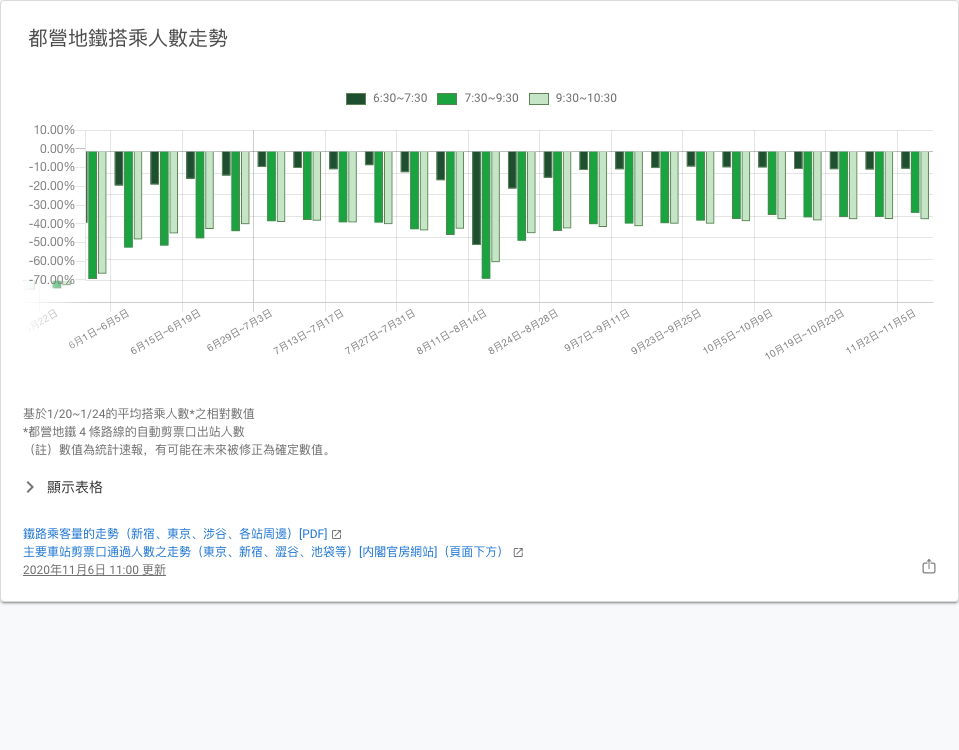 都營地鐵搭乘人數走勢
6:30~7:30 7:30~9:30 9:30~10:30
10.00%
0.00%
-10.00%
-20.00%
-30.00%
-40.00%
-50.00%
-60.00%
-70.00%
月22日 6月1日~6月5日 6月15日~6月19日 6月29日~7月3日 7月13日~7月17日 7月27日~7月31日 8月11日~8月14日 8月24日~8月28日 9月7日~9月11日 9月23日~9月25日 10月5日~10月9日 10月19日~10月23日 11月2日~11月5日
基於1/20~1/24的平均搭乘人數*之相對數值
*都營地鐵 4 條路線的自動剪票口出站人數
（註）數值為統計速報，有可能在未來被修正為確定數值。
顯示表格
鐵路乘客量的走勢（新宿、東京、涉谷、各站周邊）[PDF]
主要車站剪票口通過人數之走勢（東京、新宿、澀谷、池袋等）[内閣官房網站]（頁面下方）
2020年11月6日 11:00 更新